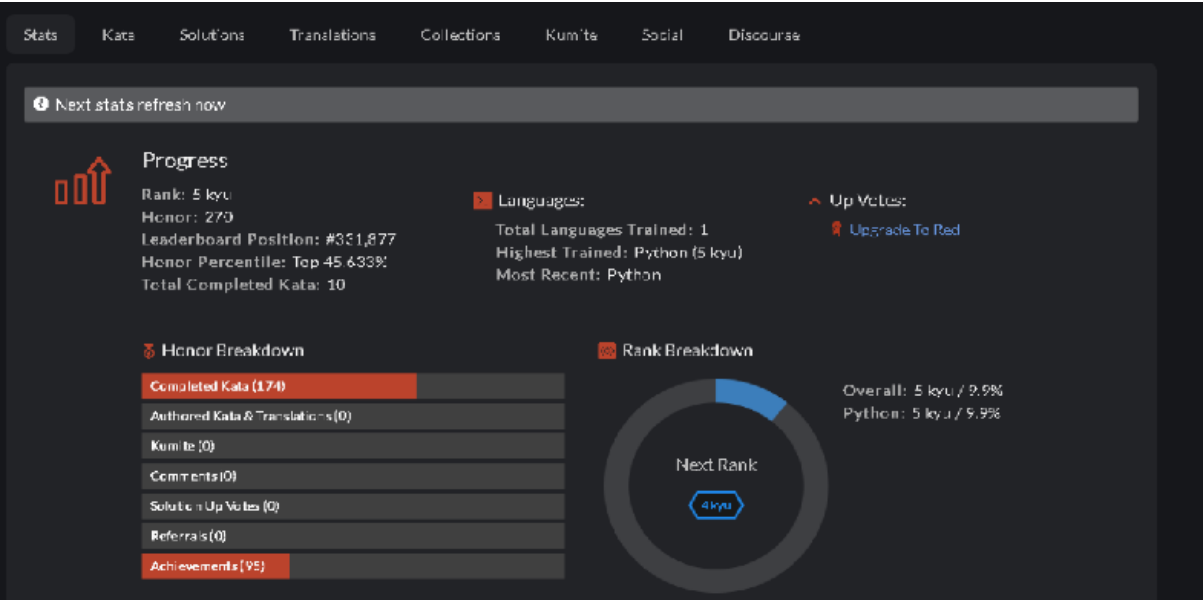 Stats Kata Solutions Translations Collections Kumite Social Discourse
Next stats refresh now
Progress
Rank: 5 kyu
Honor: 270
Leaderboard Position: #331,877
Honor Percentile: Top 45.633%
Total Completed Kata: 10
Languages:
Total Languages Trained: 1
Highest Trained: Python (5 kyu)
Most Recent: Python
Up Votes:
Upgrade To Red
Honor Breakdown
Completed Kata (174)
Authored Kata & Translations (0)
Kumite (0)
Comments (0)
Solution Up Votes (0)
Referrals (0)
Achievements (95)
Rank Breakdown
Next Rank
4 kyu
Overall: 5 kyu / 9.9%
Python: 5 kyu / 9.9%